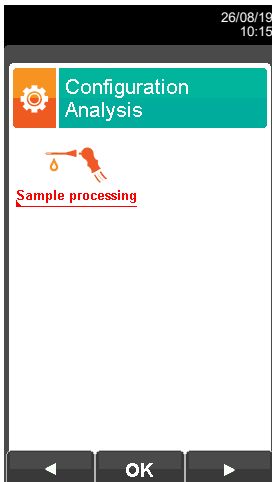 26/08/19
10:15
Configuration
Analysis
Sample processing
OK